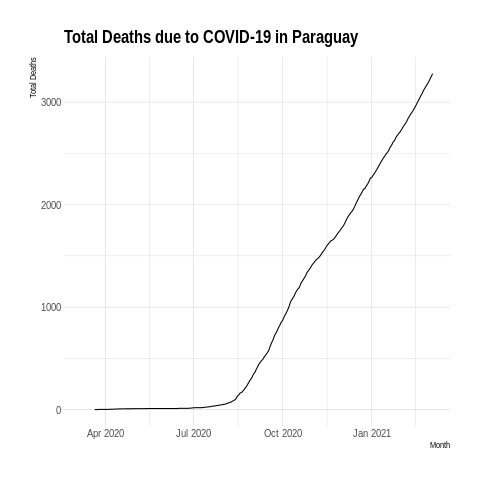 Total Deaths due to COVID-19 in Paraguay
Total Deaths
3000
2000
1000
0
Apr 2020
Jul 2020
Oct 2020
Jan 2021
Month